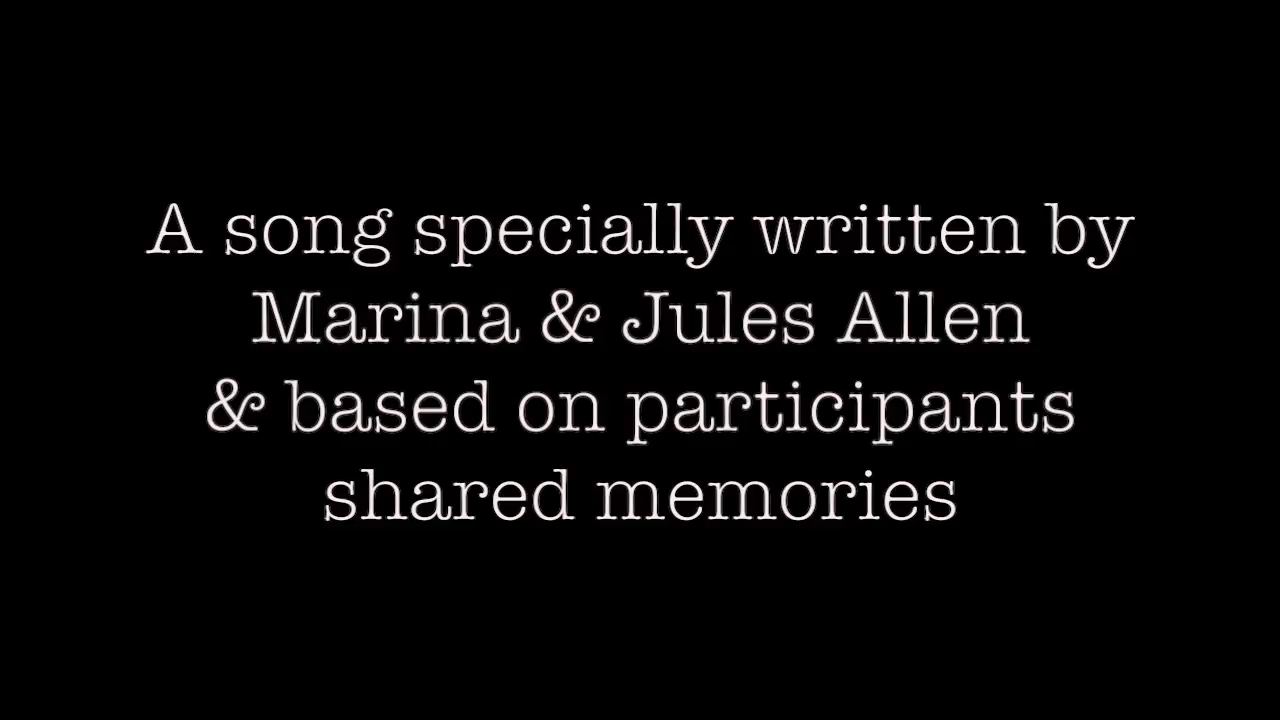 A song specially written by
Marina & Jules Allen
& based on participants
shared memories